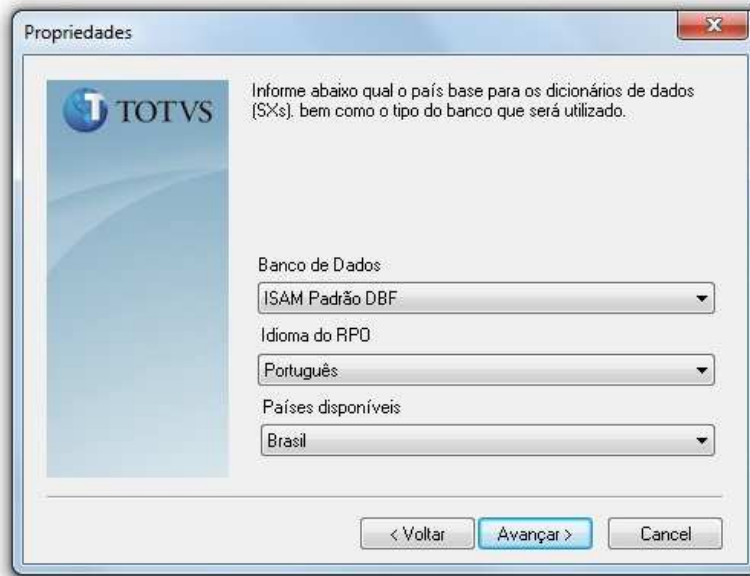 Propriedades
TOTVS
Informe abaixo qual o país base para os dicionários de dados
(SXs). bem como o tipo do banco que será utilizado.
Banco de Dados
ISAM Padrão DBF
Idioma do RPO
Português
Países disponíveis
Brasil
< Voltar
Avançar >
Cancel